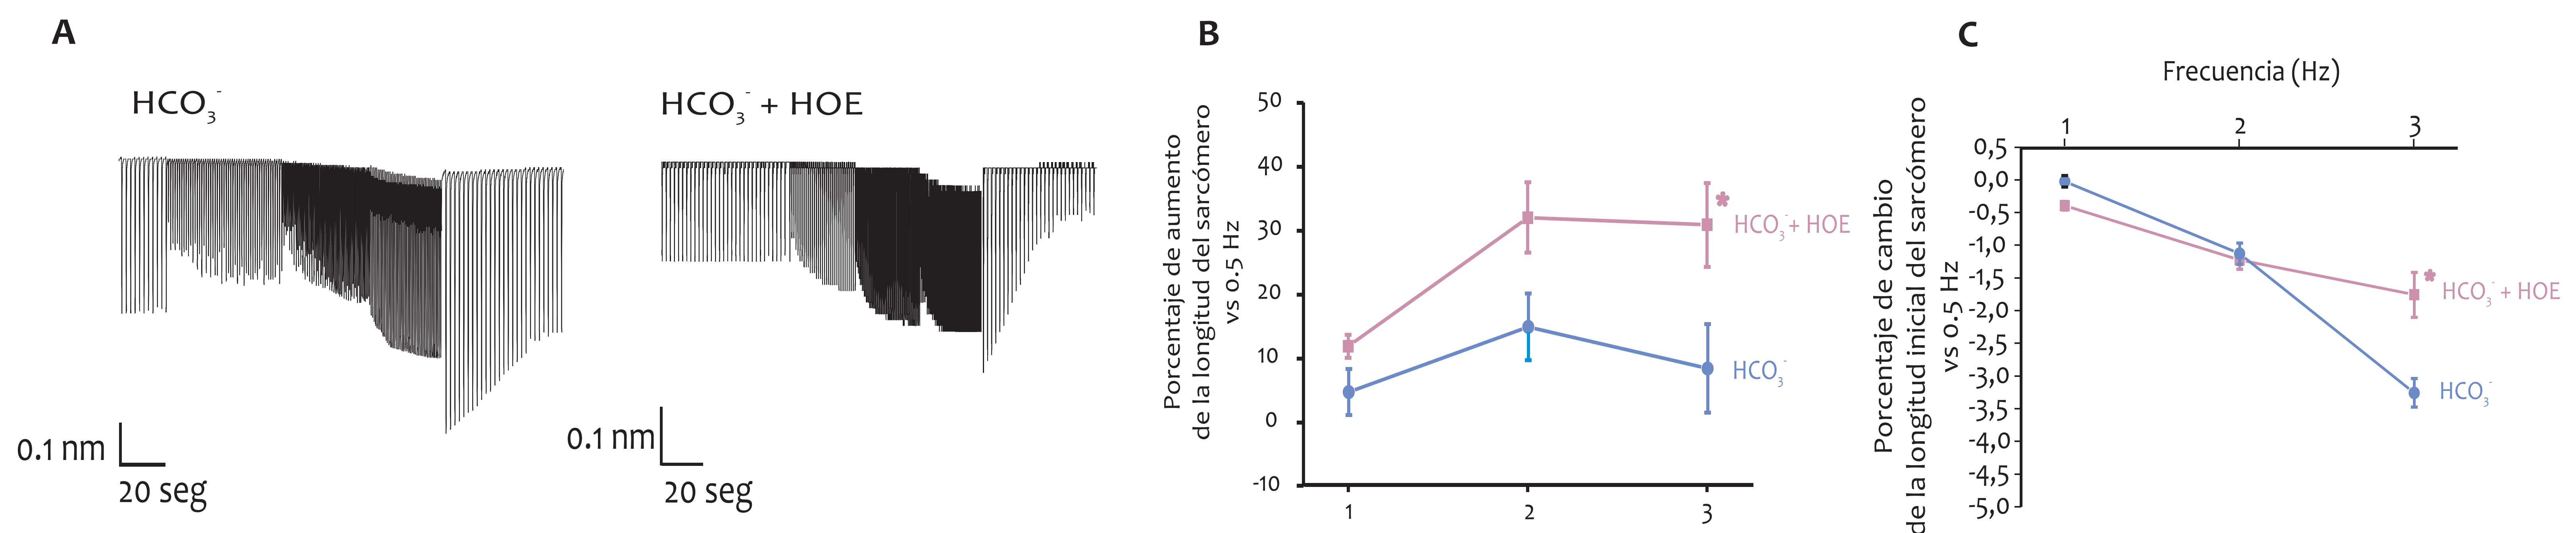 A
HCO3-
HCO3- + HOE
0.1 nm
20 seg
0.1 nm
20 seg
B
Porcentaje de aumento
de la longitud del sarcómero
vs 0.5 Hz
50
40
30
20
10
0
-10
1
2
3
*
HCO3-+ HOE
HCO3-
C
Frecuencia (Hz)
1
2
3
Porcentaje de cambio
de la longitud inicial del sarcómero
vs 0.5 Hz
0,5
0,0
-0,5
-1,0
-1,5
-2,0
-2,5
-3,0
-3,5
-4,0
-4,5
-5,0
*
HCO3- + HOE
HCO3-